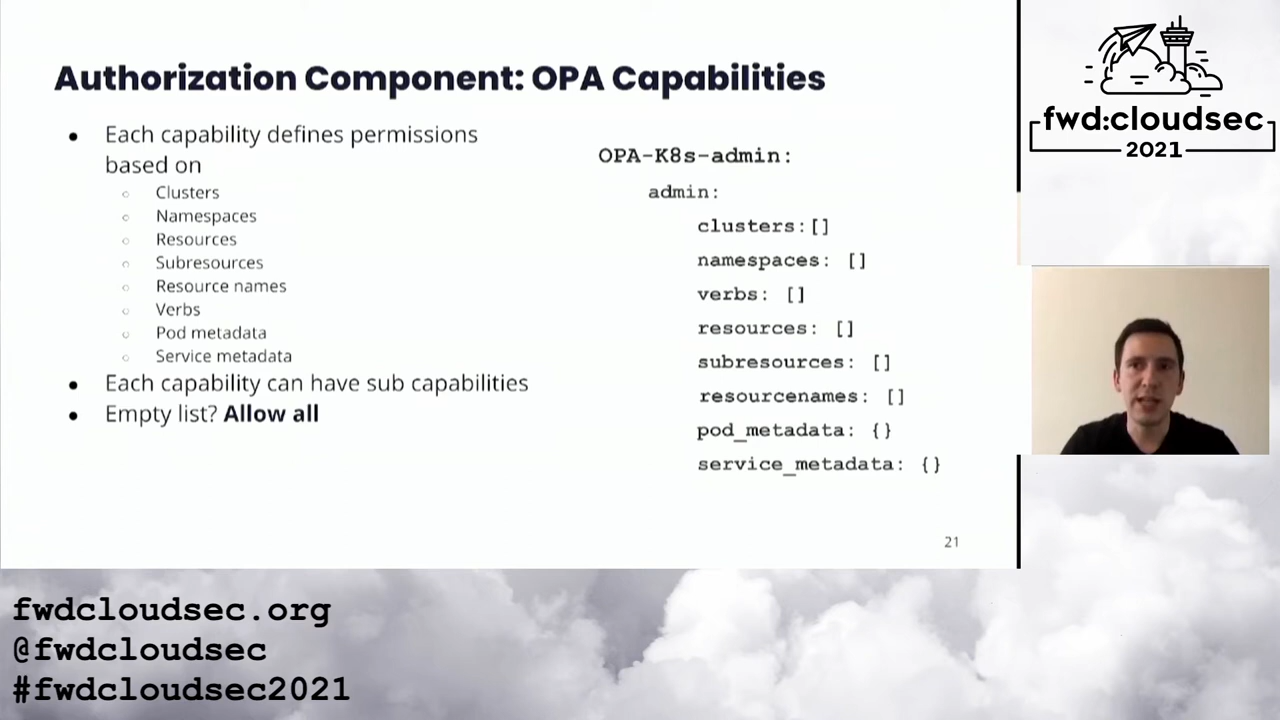 Authorization Component: OPA Capabilities
Each capability defines permissions
based on
Clusters
Namespaces
Resources
Subresources
Resource names
Verbs
Pod metadata
Service metadata
Each capability can have sub capabilities
Empty list? Allow all
OPA-K8s-admin:
admin:
clusters:[]
namespaces: []
verbs: []
resources: []
subresources: []
resourcenames: []
pod_metadata: {}
service_metadata: {}
21
fwd:cloudsec
2021
fwdcloudsec.org
@fwdcloudsec
#fwdcloudsec2021